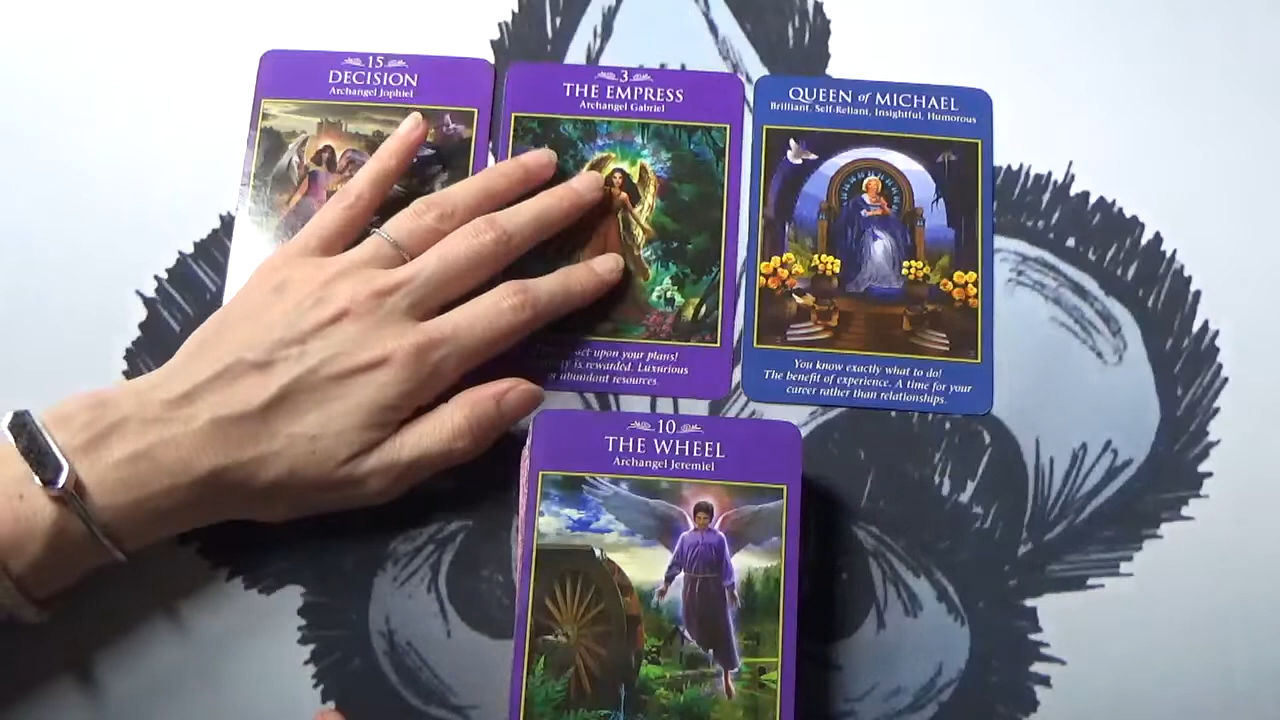 15
DECISION
Archangel Jophiel
3
THE EMPRESS
Archangel Gabriel
act upon your plans!
is rewarded. Luxurious
abundant resources.
QUEEN of MICHAEL
Brilliant, Self-Reliant, Insightful, Humorous
You know exactly what to do!
The benefit of experience. A time for your
career rather than relationships.
10
THE WHEEL
Archangel Jeremiel